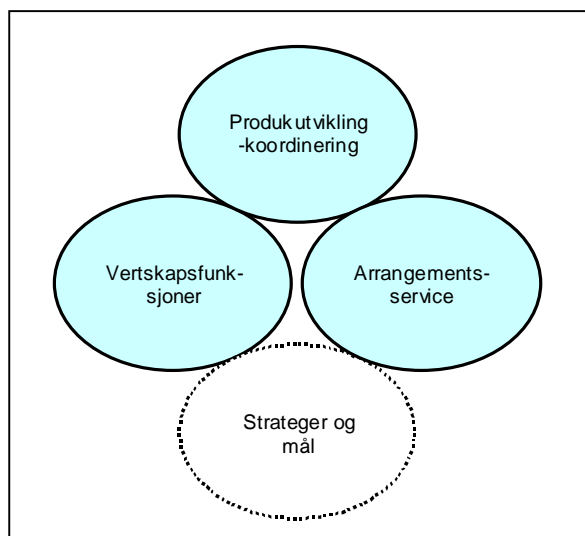 Produkutvikling
-koordinering
Vertskapsfunk-
sjoner
Arrangements-
service
Strateger og
mål